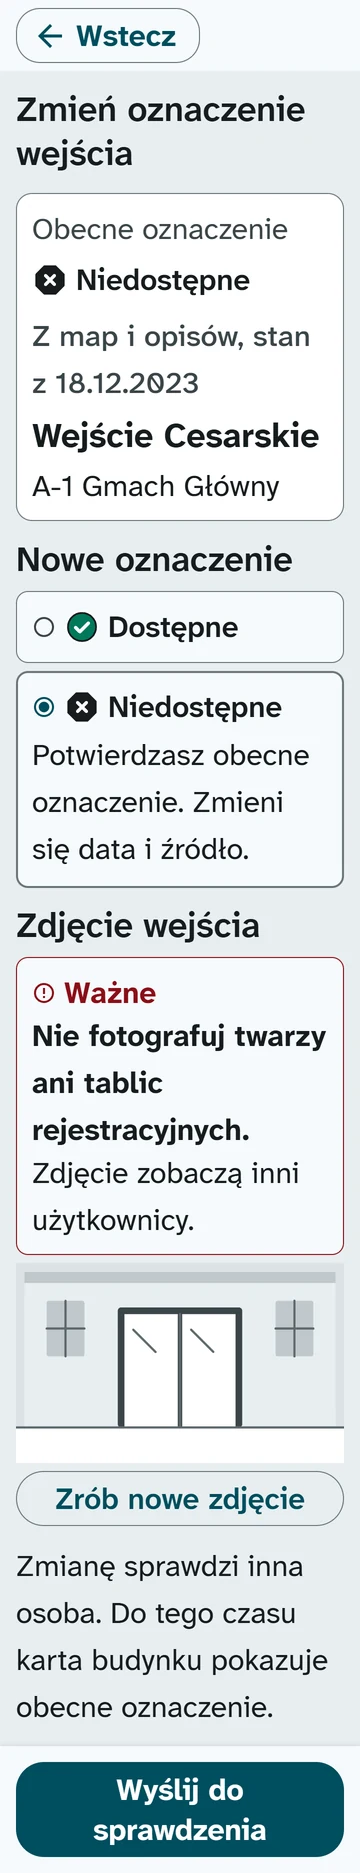 Wstecz
Zmień oznaczenie
wejścia
Obecne oznaczenie
Niedostępne
Z map i opisów, stan
z 18.12.2023
Wejście Cesarskie
A-1 Gmach Główny
Nowe oznaczenie
Dostępne
Niedostępne
Potwierdzasz obecne
oznaczenie. Zmieni
się data i źródło.
Zdjęcie wejścia
Ważne
Nie fotografuj twarzy
ani tablic
rejestracyjnych.
Zdjęcie zobaczą inni
użytkownicy.
Zrób nowe zdjęcie
Zmianę sprawdzi inna
osoba. Do tego czasu
karta budynku pokazuje
obecne oznaczenie.
Wyślij do
sprawdzenia